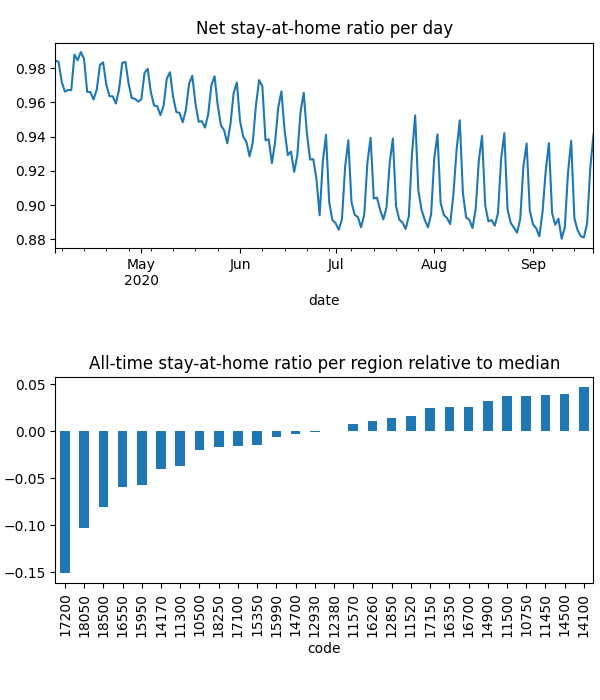 Net stay-at-home ratio per day
0.98
0.96
0.94
0.92
0.90
0.88
May Jun Jul Aug Sep
2020
date
All-time stay-at-home ratio per region relative to median
0.05
0.00
−0.05
−0.10
−0.15
17200 18050 18500 16550 15950 14170 11300 10500 18250 17100 15350 15990 14700 12930 12380 11570 16260 12850 11520 17150 16350 16700 14900 11500 10750 11450 14500 14100
code